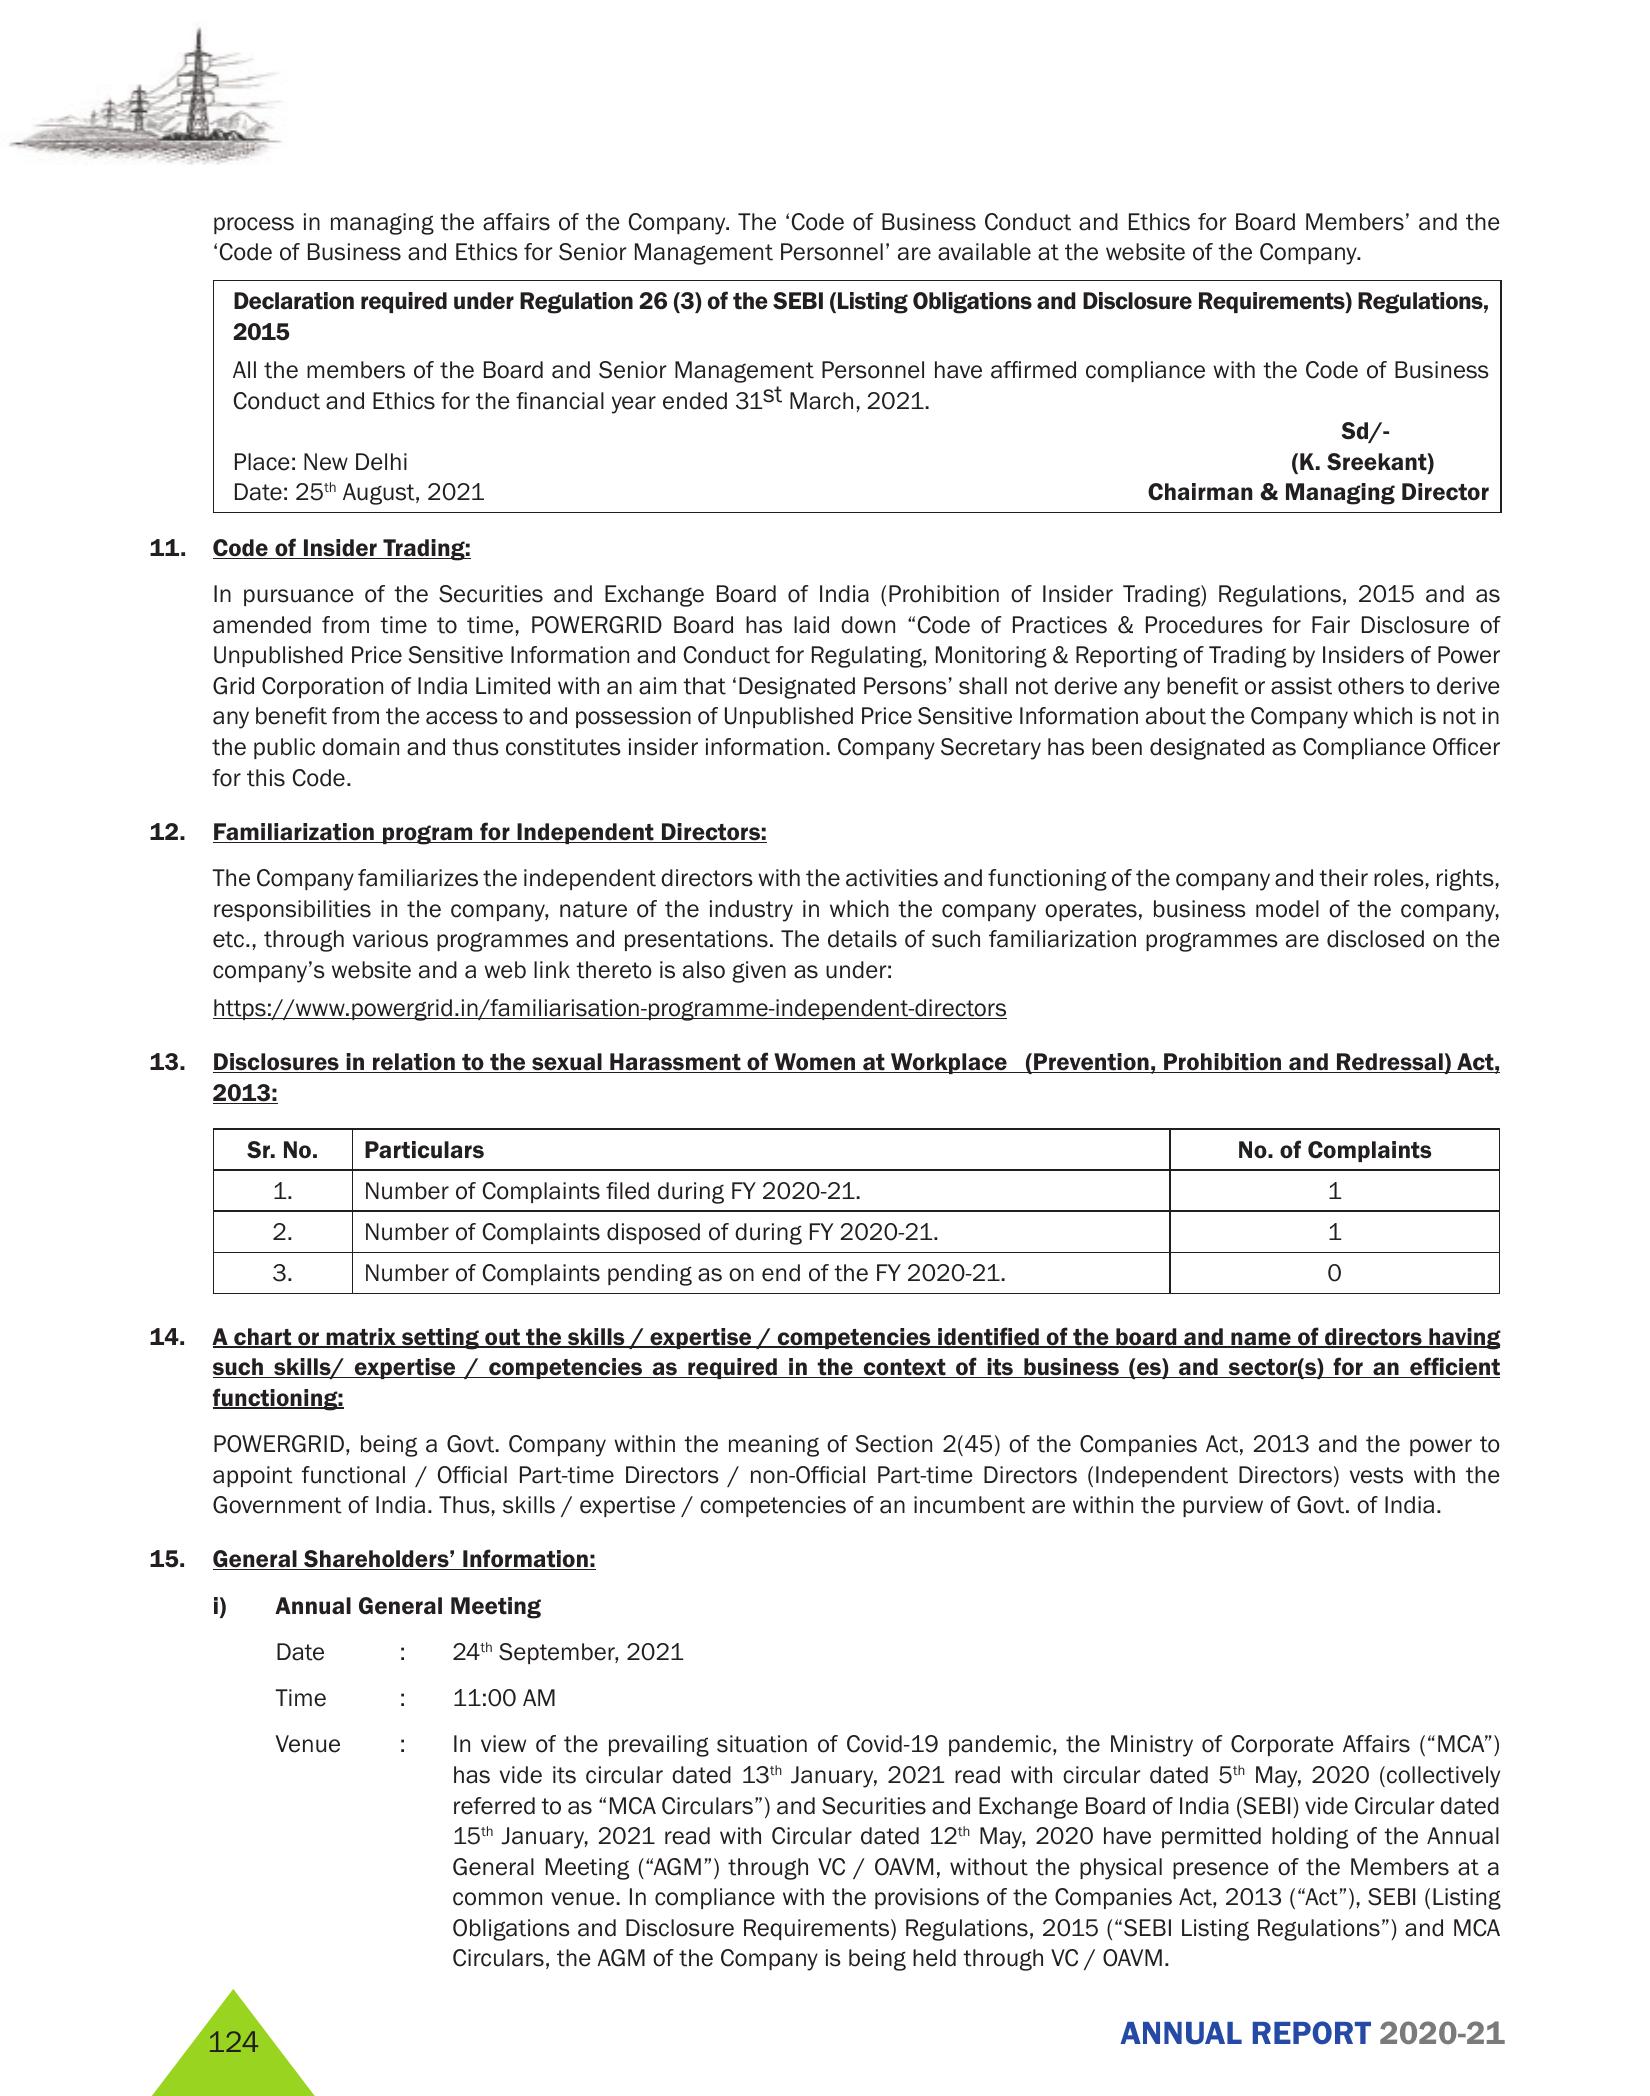 process in managing the affairs of the Company. The ‘Code of Business Conduct and Ethics for Board Members’ and the
‘Code of Business and Ethics for Senior Management Personnel’ are available at the website of the Company.
Declaration required under Regulation 26 (3) of the SEBI (Listing Obligations and Disclosure Requirements) Regulations,
2015
All the members of the Board and Senior Management Personnel have affirmed compliance with the Code of Business
Conduct and Ethics for the financial year ended 31st March, 2021.
Sd/-
Place: New Delhi (K. Sreekant)
Date: 25th August, 2021 Chairman & Managing Director
11. Code of Insider Trading:
In pursuance of the Securities and Exchange Board of India (Prohibition of Insider Trading) Regulations, 2015 and as
amended from time to time, POWERGRID Board has laid down “Code of Practices & Procedures for Fair Disclosure of
Unpublished Price Sensitive Information and Conduct for Regulating, Monitoring & Reporting of Trading by Insiders of Power
Grid Corporation of India Limited with an aim that ‘Designated Persons’ shall not derive any benefit or assist others to derive
any benefit from the access to and possession of Unpublished Price Sensitive Information about the Company which is not in
the public domain and thus constitutes insider information. Company Secretary has been designated as Compliance Officer
for this Code.
12. Familiarization program for Independent Directors:
The Company familiarizes the independent directors with the activities and functioning of the company and their roles, rights,
responsibilities in the company, nature of the industry in which the company operates, business model of the company,
etc., through various programmes and presentations. The details of such familiarization programmes are disclosed on the
company’s website and a web link thereto is also given as under:
https://www.powergrid.in/familiarisation-programme-independent-directors
13. Disclosures in relation to the sexual Harassment of Women at Workplace (Prevention, Prohibition and Redressal) Act,
2013:
Sr. No. Particulars No. of Complaints
1. Number of Complaints filed during FY 2020-21. 1
2. Number of Complaints disposed of during FY 2020-21. 1
3. Number of Complaints pending as on end of the FY 2020-21. 0
14. A chart or matrix setting out the skills / expertise / competencies identified of the board and name of directors having
such skills/ expertise / competencies as required in the context of its business (es) and sector(s) for an efficient
functioning:
POWERGRID, being a Govt. Company within the meaning of Section 2(45) of the Companies Act, 2013 and the power to
appoint functional / Official Part-time Directors / non-Official Part-time Directors (Independent Directors) vests with the
Government of India. Thus, skills / expertise / competencies of an incumbent are within the purview of Govt. of India.
15. General Shareholders’ Information:
i) Annual General Meeting
Date : 24th September, 2021
Time : 11:00 AM
Venue : In view of the prevailing situation of Covid-19 pandemic, the Ministry of Corporate Affairs (“MCA”)
has vide its circular dated 13th January, 2021 read with circular dated 5th May, 2020 (collectively
referred to as “MCA Circulars”) and Securities and Exchange Board of India (SEBI) vide Circular dated
15th January, 2021 read with Circular dated 12th May, 2020 have permitted holding of the Annual
General Meeting (“AGM”) through VC / OAVM, without the physical presence of the Members at a
common venue. In compliance with the provisions of the Companies Act, 2013 (“Act”), SEBI (Listing
Obligations and Disclosure Requirements) Regulations, 2015 (“SEBI Listing Regulations”) and MCA
Circulars, the AGM of the Company is being held through VC / OAVM.
124 ANNUAL REPORT 2020-21